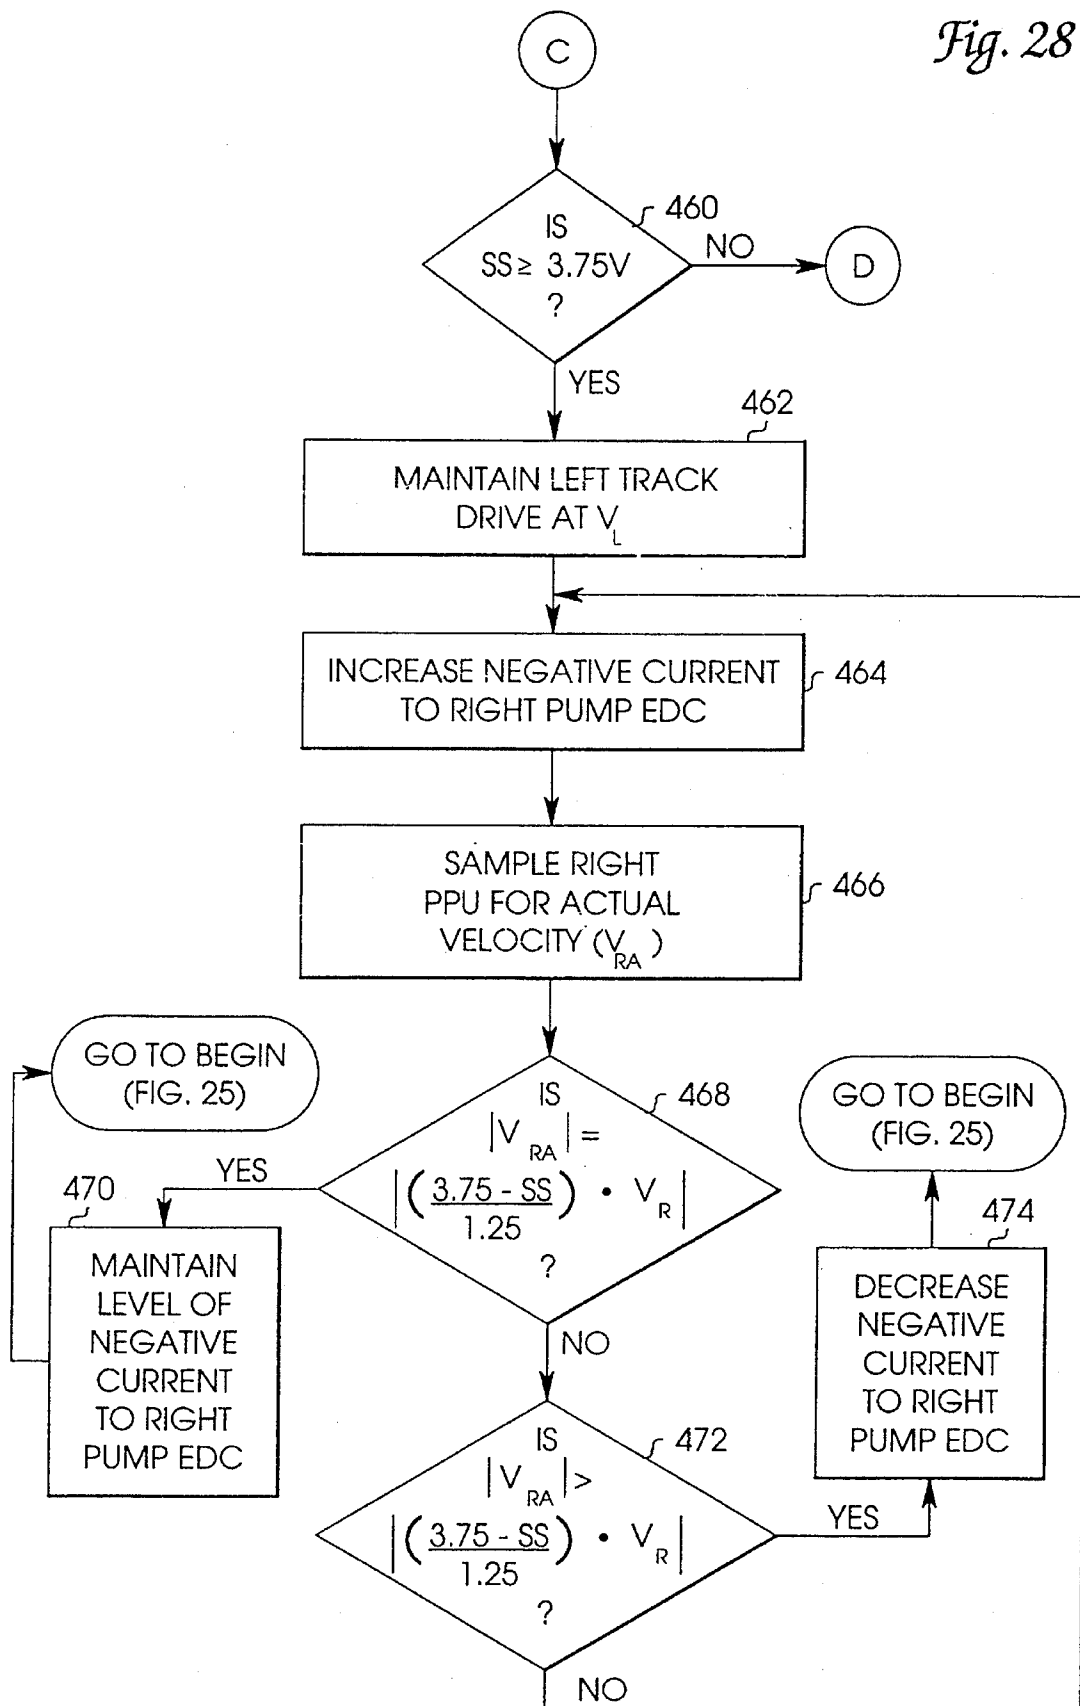 Fig. 28
C
460
IS
SS ≥ 3.75V
?
NO
D
YES
462
MAINTAIN LEFT TRACK
DRIVE AT V_L
INCREASE NEGATIVE CURRENT
TO RIGHT PUMP EDC
464
SAMPLE RIGHT
PPU FOR ACTUAL
VELOCITY (V_RA)
466
GO TO BEGIN
(FIG. 25)
468
IS
|V_RA| =
|(3.75 - SS / 1.25) • V_R|
?
YES
NO
470
MAINTAIN
LEVEL OF
NEGATIVE
CURRENT
TO RIGHT
PUMP EDC
GO TO BEGIN
(FIG. 25)
474
DECREASE
NEGATIVE
CURRENT
TO RIGHT
PUMP EDC
472
IS
|V_RA| >
|(3.75 - SS / 1.25) • V_R|
?
YES
NO